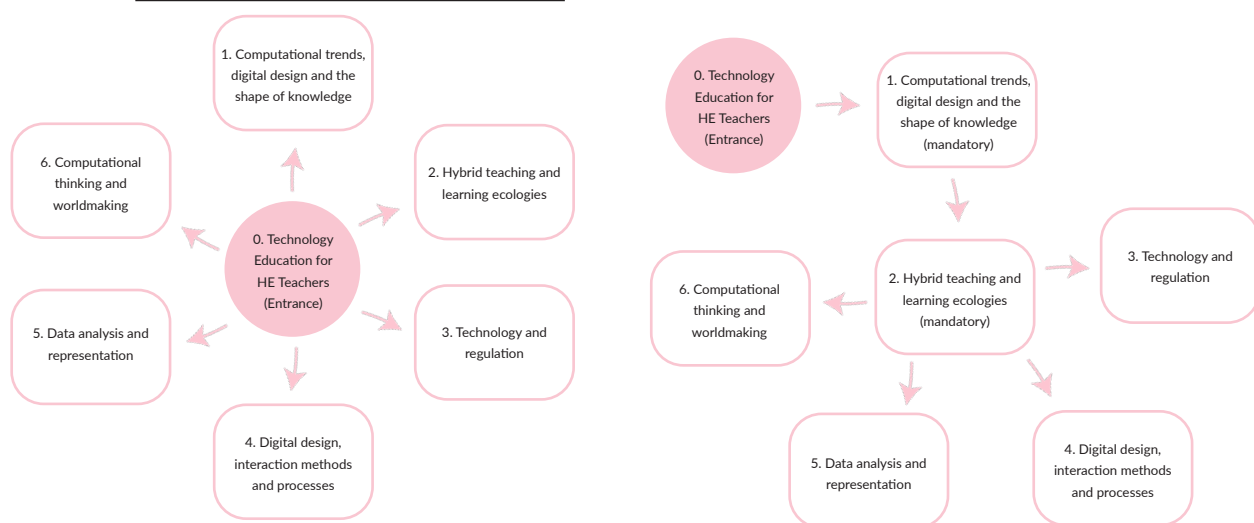 1. Computational trends,
digital design and the
shape of knowledge
6. Computational
thinking and
worldmaking
2. Hybrid teaching and
learning ecologies
0. Technology
Education for
HE Teachers
(Entrance)
5. Data analysis and
representation
3. Technology and
regulation
4. Digital design,
interaction methods
and processes
0. Technology
Education for
HE Teachers
(Entrance)
1. Computational trends,
digital design and the
shape of knowledge
(mandatory)
2. Hybrid teaching and
learning ecologies
(mandatory)
3. Technology and
regulation
6. Computational
thinking and
worldmaking
5. Data analysis and
representation
4. Digital design,
interaction methods
and processes